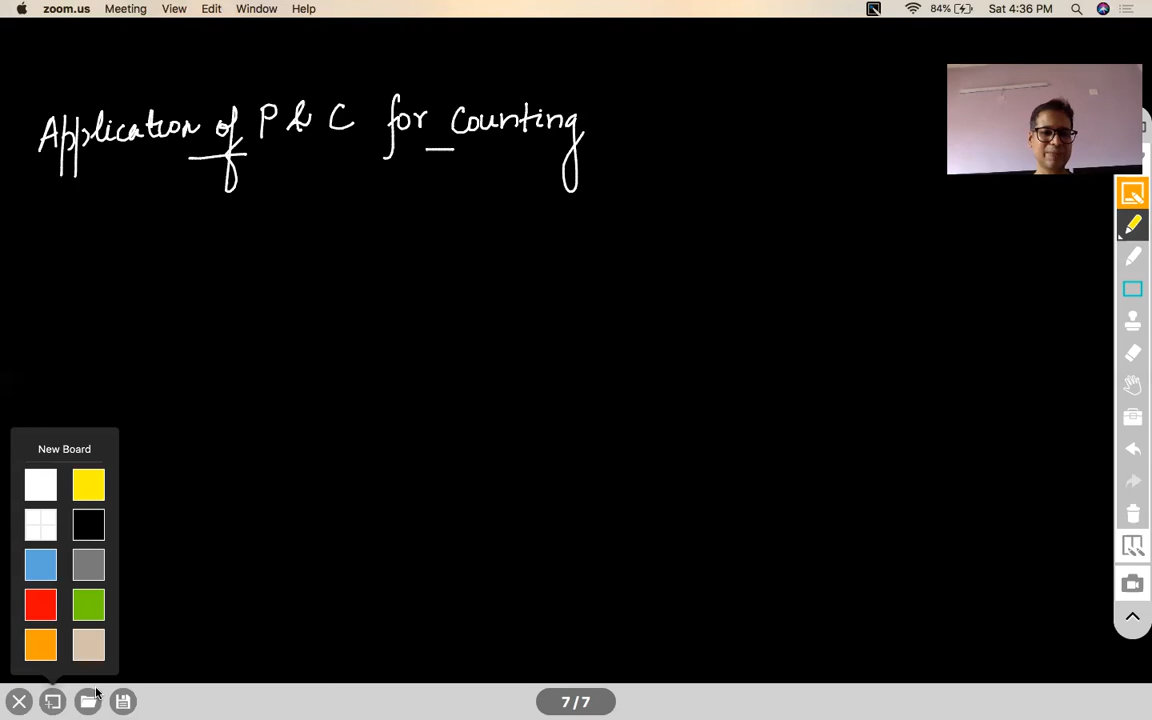 zoom.us Meeting View Edit Window Help 84% Sat 4:36 PM
Application of P & C for Counting
New Board
7/7